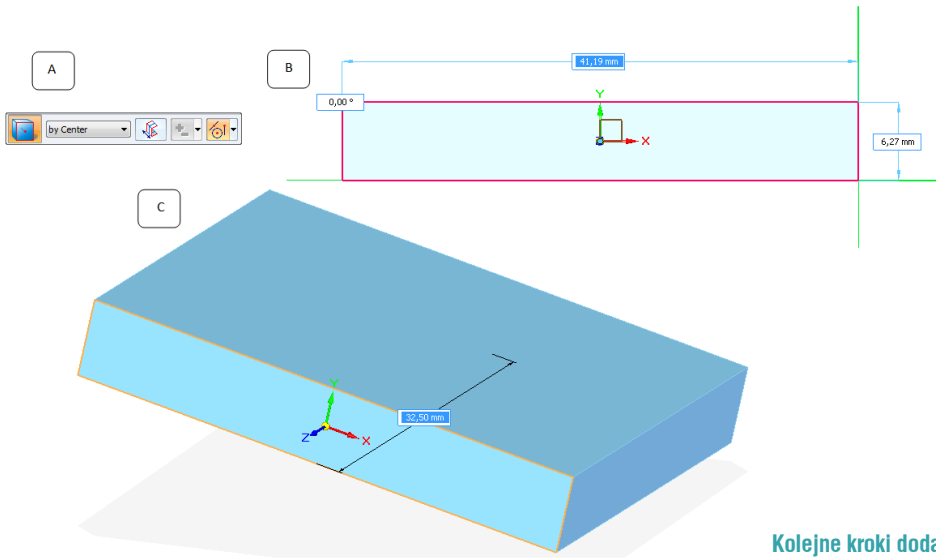 A
by Center
B
41,19 mm
0,00 °
Y
X
6,27 mm
C
Y
Z
X
32,50 mm
Kolejne kroki doda